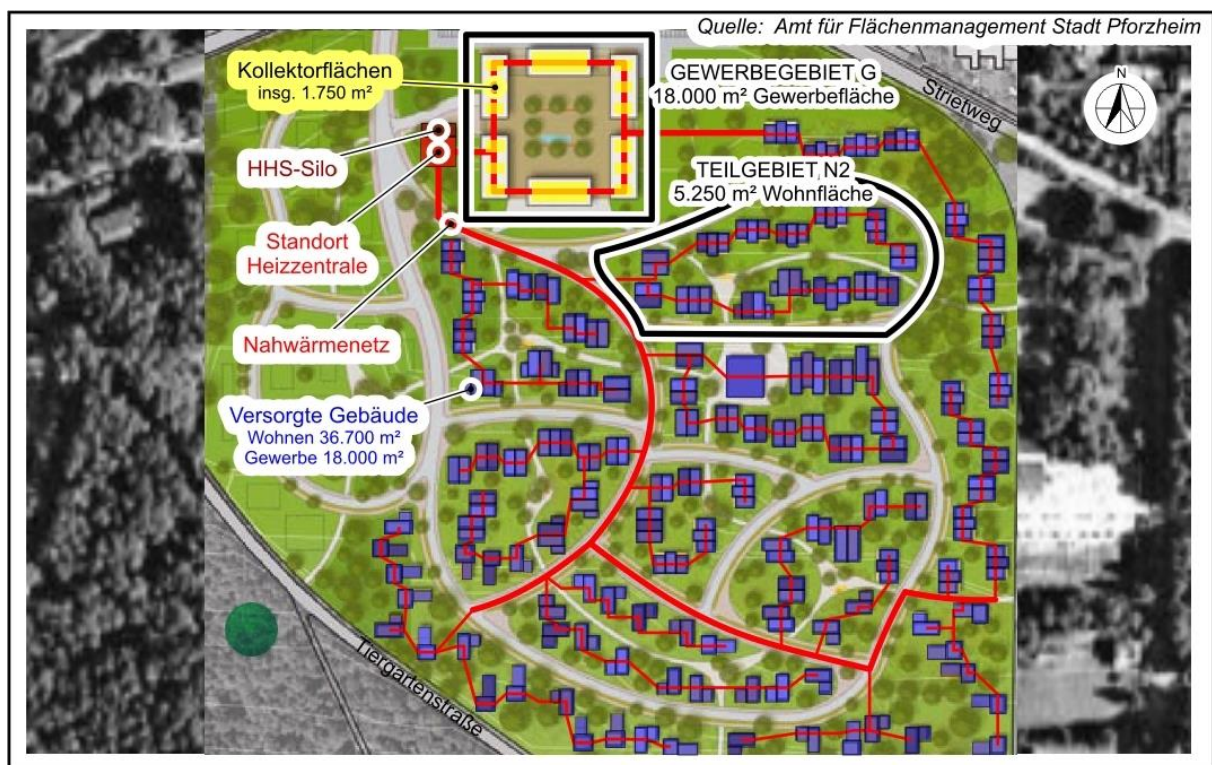 Quelle: Amt für Flächenmanagement Stadt Pforzheim
Kollektorflächen
insg. 1.750 m²
GEWERBEGEBIET G
18.000 m² Gewerbefläche
Strietweg
N
HHS-Silo
TEILGEBIET N2
5.250 m² Wohnfläche
Standort
Heizzentrale
Nahwärmenetz
Versorgte Gebäude
Wohnen 36.700 m²
Gewerbe 18.000 m²
Tiergartenstraße